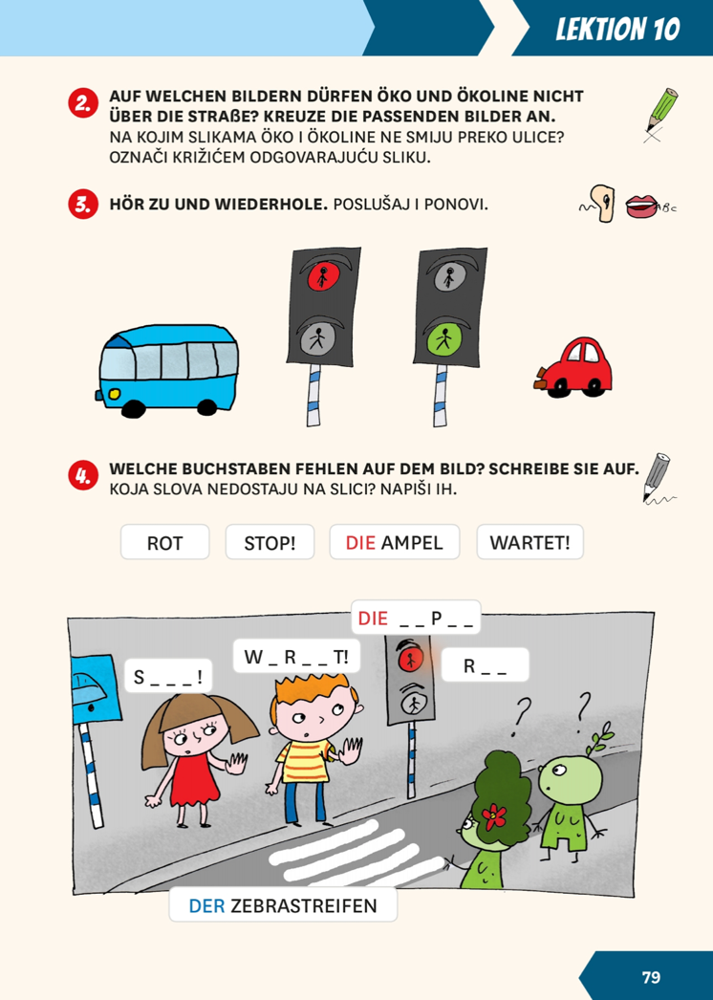 LEKTION 10
2. AUF WELCHEN BILDERN DÜRFEN ÖKO UND ÖKOLINE NICHT
ÜBER DIE STRAẞE? KREUZE DIE PASSENDEN BILDER AN.
NA KOJIM SLIKAMA ÖKO I ÖKOLINE NE SMIJU PREKO ULICE?
OZNAČI KRIŽIĆEM ODGOVARAJUĆU SLIKU.
3. HÖR ZU UND WIEDERHOLE. POSLUŠAJ I PONOVI.
ABC
4. WELCHE BUCHSTABEN FEHLEN AUF DEM BILD? SCHREIBE SIE AUF.
KOJA SLOVA NEDOSTAJU NA SLICI? NAPIŠI IH.
ROT STOP! DIE AMPEL WARTET!
DIE _ _ P _ _
W _ R _ _ T!
R _ _
S _ _ _ !
? ?
DER ZEBRASTREIFEN
79